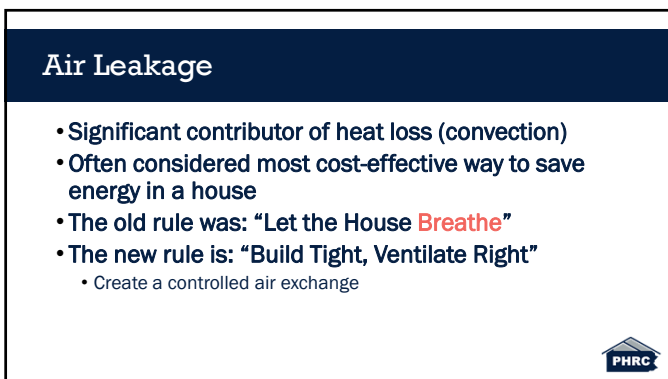 Air Leakage
• Significant contributor of heat loss (convection)
• Often considered most cost-effective way to save
energy in a house
• The old rule was: “Let the House Breathe”
• The new rule is: “Build Tight, Ventilate Right”
• Create a controlled air exchange
PHRC